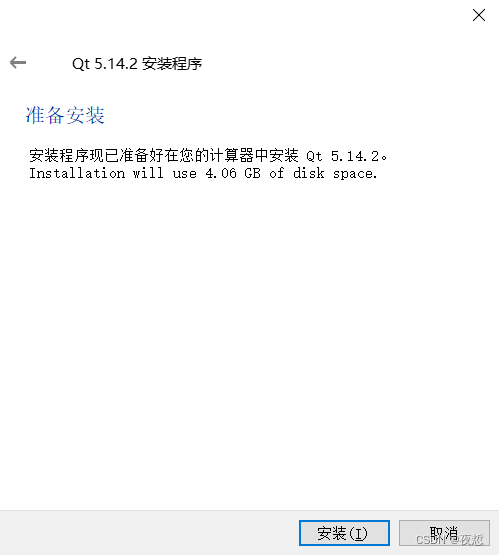 Qt 5.14.2 安装程序
准备安装
安装程序现已准备好在您的计算器中安装 Qt 5.14.2。
Installation will use 4.06 GB of disk space.
安装(I)
取消
CSDN @夜悊